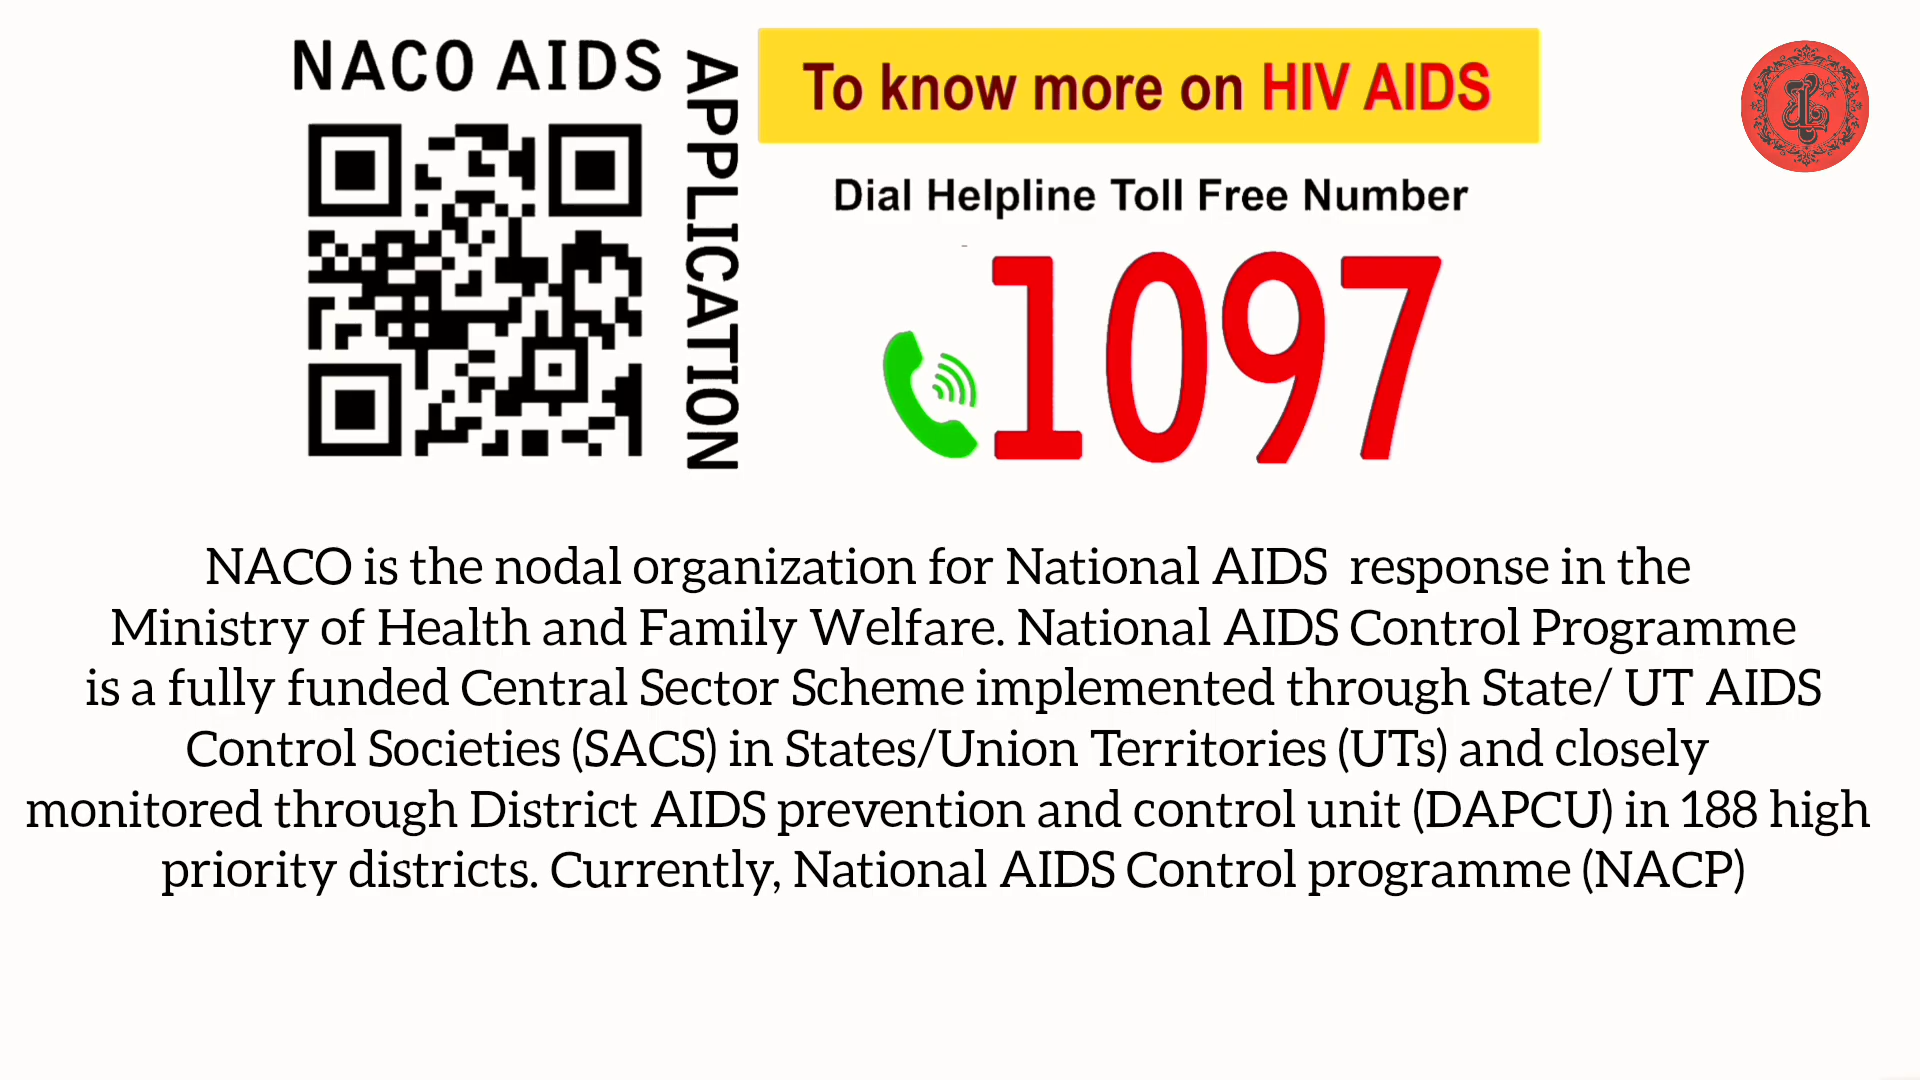 NACO AIDS
APPLICATION
To know more on HIV AIDS
Dial Helpline Toll Free Number
1097
NACO is the nodal organization for National AIDS response in the
Ministry of Health and Family Welfare. National AIDS Control Programme
is a fully funded Central Sector Scheme implemented through State/ UT AIDS
Control Societies (SACS) in States/Union Territories (UTs) and closely
monitored through District AIDS prevention and control unit (DAPCU) in 188 high
priority districts. Currently, National AIDS Control programme (NACP)